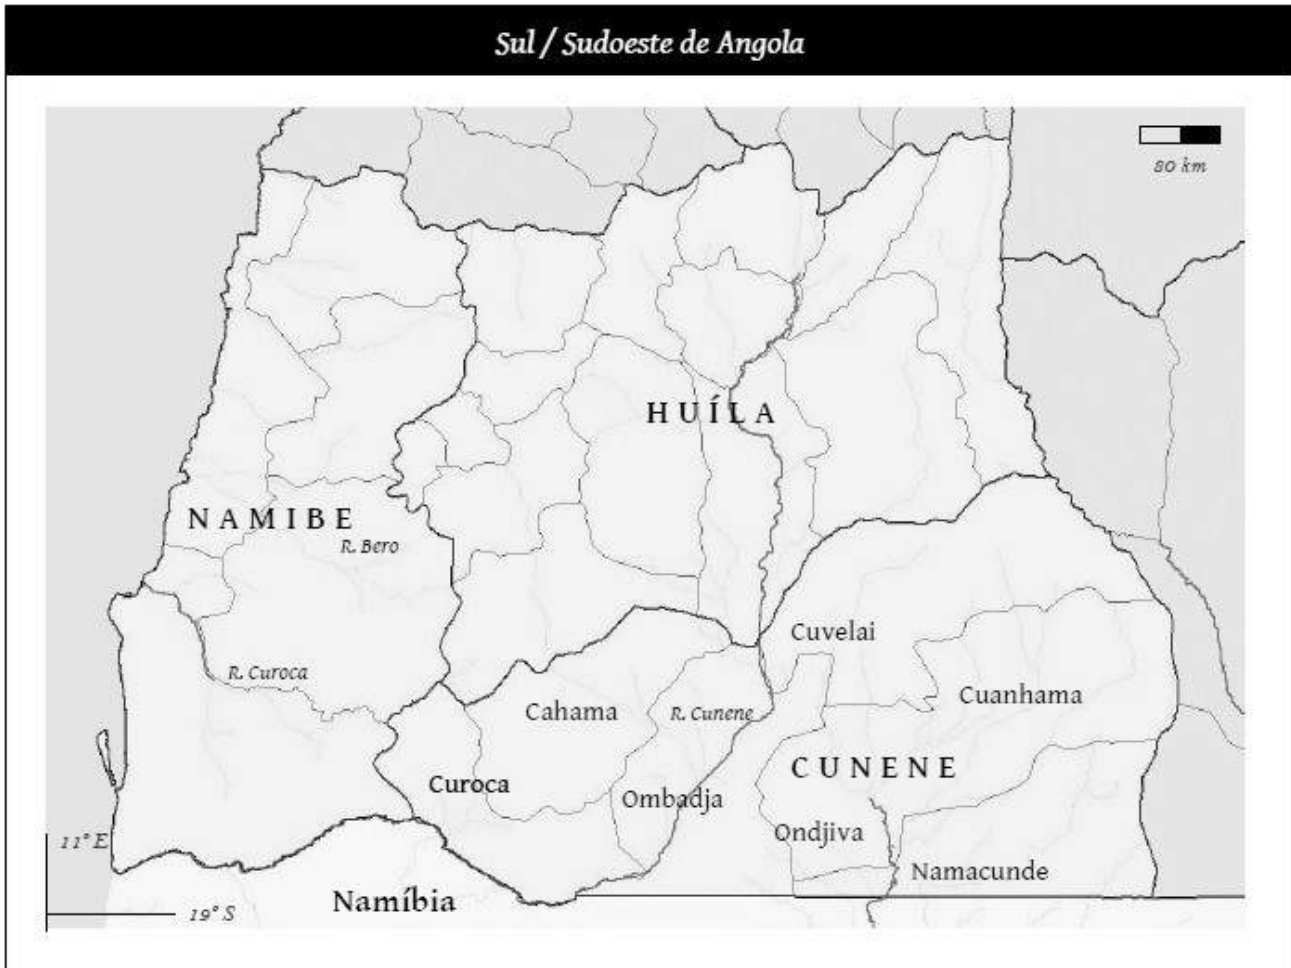 Sul / Sudoeste de Angola
80 km
HUÍLA
NAMIBE
R. Bero
Cuvelai
R. Curoca
Cuanhama
Cahama
R. Cunene
CUNENE
Curoca
Ombadja
Ondjiva
11° E
Namacunde
Namíbia
19° S